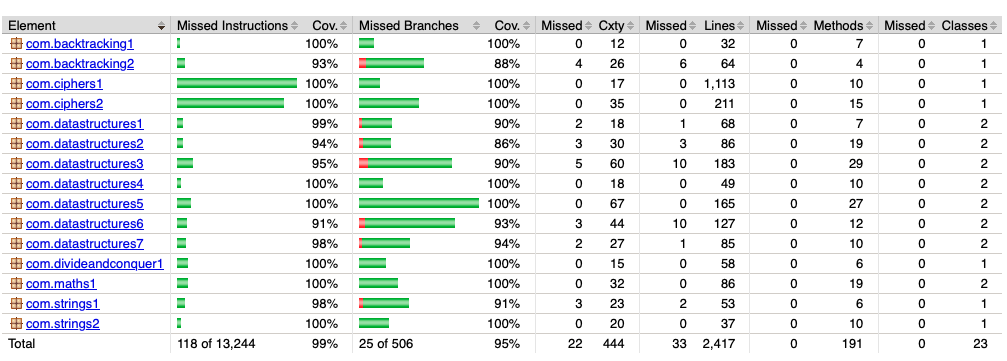 Element Missed Instructions Cov. Missed Branches Cov. Missed Cxty Missed Lines Missed Methods Missed Classes
com.backtracking1 100% 100% 0 12 0 32 0 7 0 1
com.backtracking2 93% 88% 4 26 6 64 0 4 0 1
com.ciphers1 100% 100% 0 17 0 1,113 0 10 0 1
com.ciphers2 100% 100% 0 35 0 211 0 15 0 1
com.datastructures1 99% 90% 2 18 1 68 0 7 0 2
com.datastructures2 94% 86% 3 30 3 86 0 19 0 2
com.datastructures3 95% 90% 5 60 10 183 0 29 0 2
com.datastructures4 100% 100% 0 18 0 49 0 10 0 2
com.datastructures5 100% 100% 0 67 0 165 0 27 0 2
com.datastructures6 91% 93% 3 44 10 127 0 12 0 2
com.datastructures7 98% 94% 2 27 1 85 0 10 0 2
com.divideandconquer1 100% 100% 0 15 0 58 0 6 0 1
com.maths1 100% 100% 0 32 0 86 0 19 0 2
com.strings1 98% 91% 3 23 2 53 0 6 0 1
com.strings2 100% 100% 0 20 0 37 0 10 0 1
Total 118 of 13,244 99% 25 of 506 95% 22 444 33 2,417 0 191 0 23